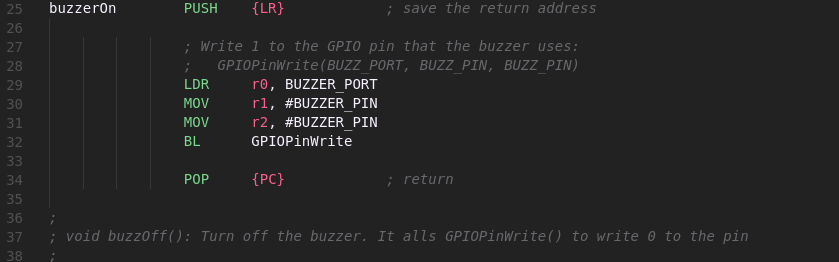 25 buzzerOn PUSH {LR} ; save the return address
26
27 ; Write 1 to the GPIO pin that the buzzer uses:
28 ; GPIOPinWrite(BUZZ_PORT, BUZZ_PIN, BUZZ_PIN)
29 LDR r0, BUZZER_PORT
30 MOV r1, #BUZZER_PIN
31 MOV r2, #BUZZER_PIN
32 BL GPIOPinWrite
33
34 POP {PC} ; return
35
36 ;
37 ; void buzzOff(): Turn off the buzzer. It alls GPIOPinWrite() to write 0 to the pin
38 ;